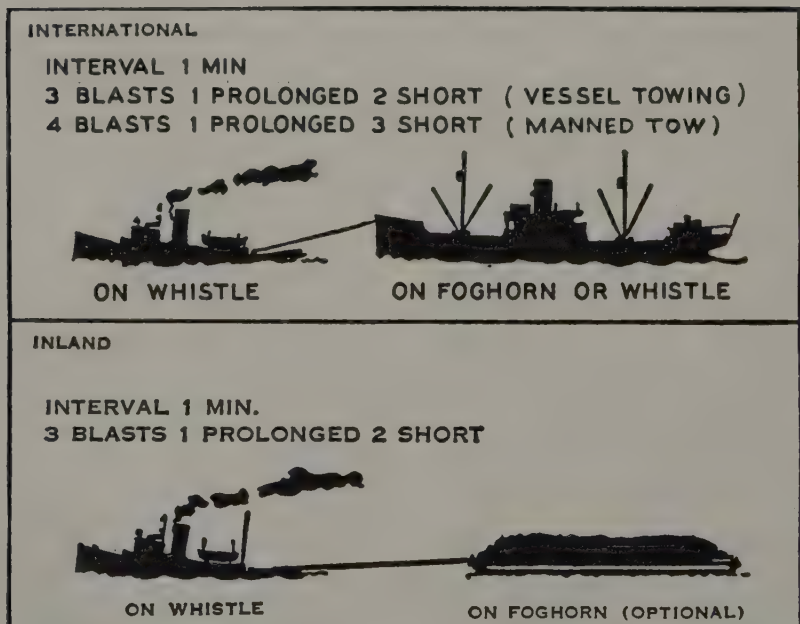 INTERNATIONAL
INTERVAL 1 MIN
3 BLASTS 1 PROLONGED 2 SHORT (VESSEL TOWING)
4 BLASTS 1 PROLONGED 3 SHORT (MANNED TOW)
ON WHISTLE ON FOGHORN OR WHISTLE
INLAND
INTERVAL 1 MIN.
3 BLASTS 1 PROLONGED 2 SHORT
ON WHISTLE ON FOGHORN (OPTIONAL)